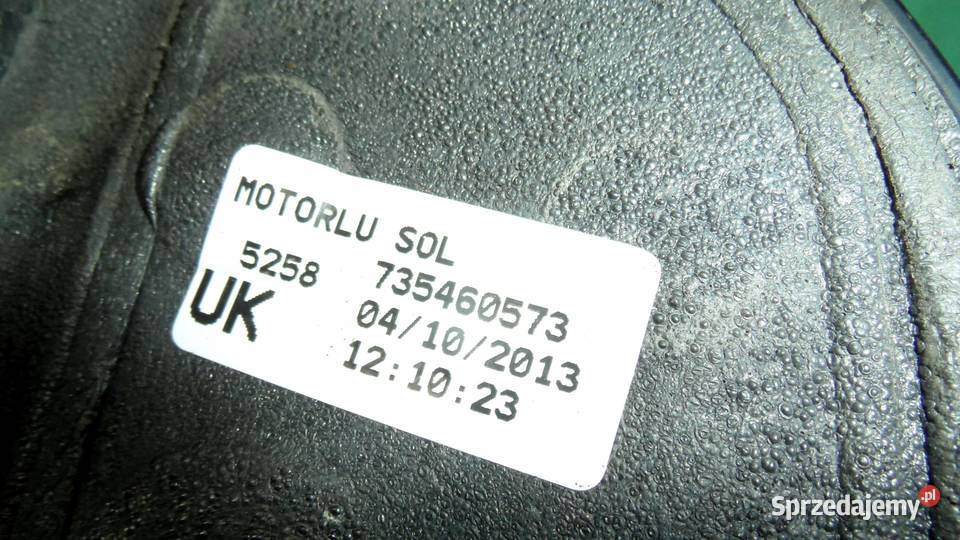 MOTORLU SOL
5258 735460573
UK 04/10/2013
12:10:23
Sprzedajemy.pl